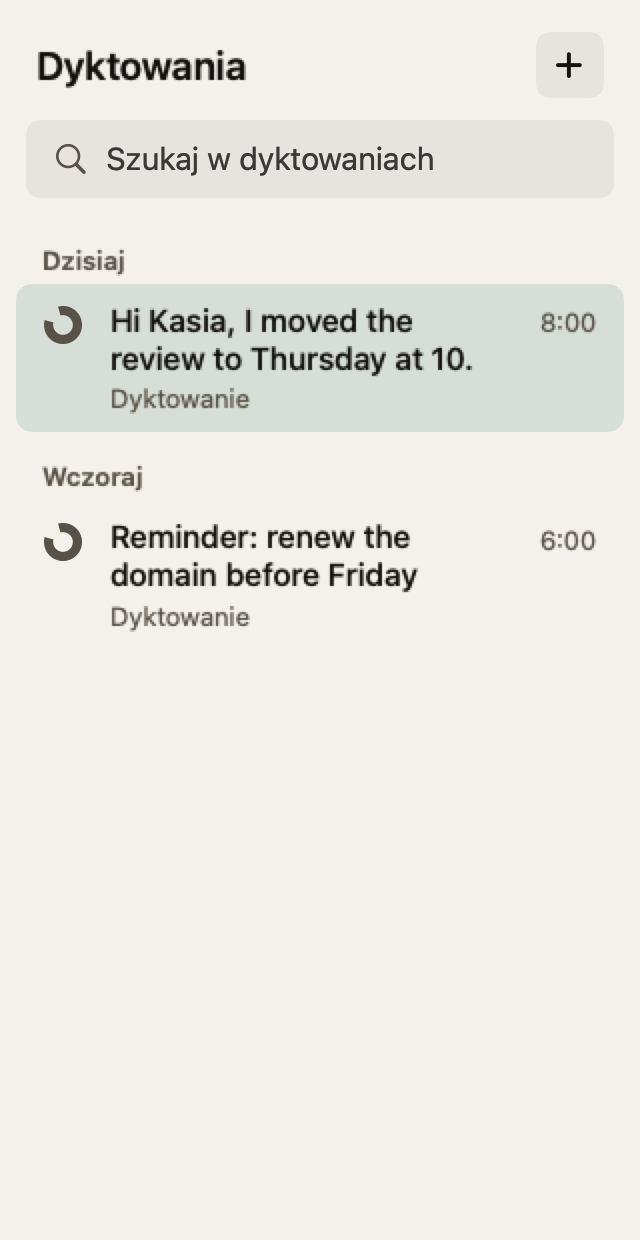 Dyktowania
Szukaj w dyktowaniach
Dzisiaj
Hi Kasia, I moved the 8:00
review to Thursday at 10.
Dyktowanie
Wczoraj
Reminder: renew the 6:00
domain before Friday
Dyktowanie